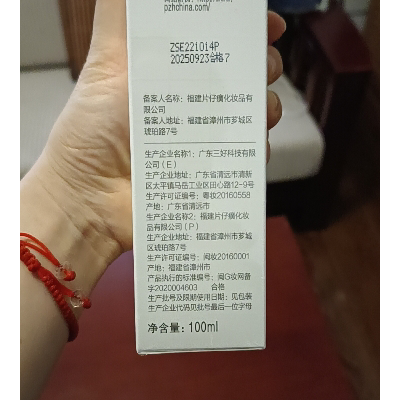 pzhchina.com/
ZSE221014P
20250923合格7
备案人名称：福建片仔癀化妆品有
限公司
备案人地址：福建省漳州市芗城区
琥珀路7号
生产企业名称1：广东三好科技有限
公司（E）
生产企业地址：广东省清远市清新
区太平镇马岳工业区田心路12-9号
生产许可证编号：粤妆20160558
产地：广东省清远市
生产企业名称2：福建片仔癀化妆
品有限公司（P）
生产企业地址：福建省漳州市芗城
区琥珀路7号
生产许可证编号：闽妆20160001
产地：福建省漳州市
产品执行的标准编号：闽G妆网备
字2020004603 合格
生产批号及限期使用日期：见包装
生产企业代码见批号最后一位字母
净含量：100ml